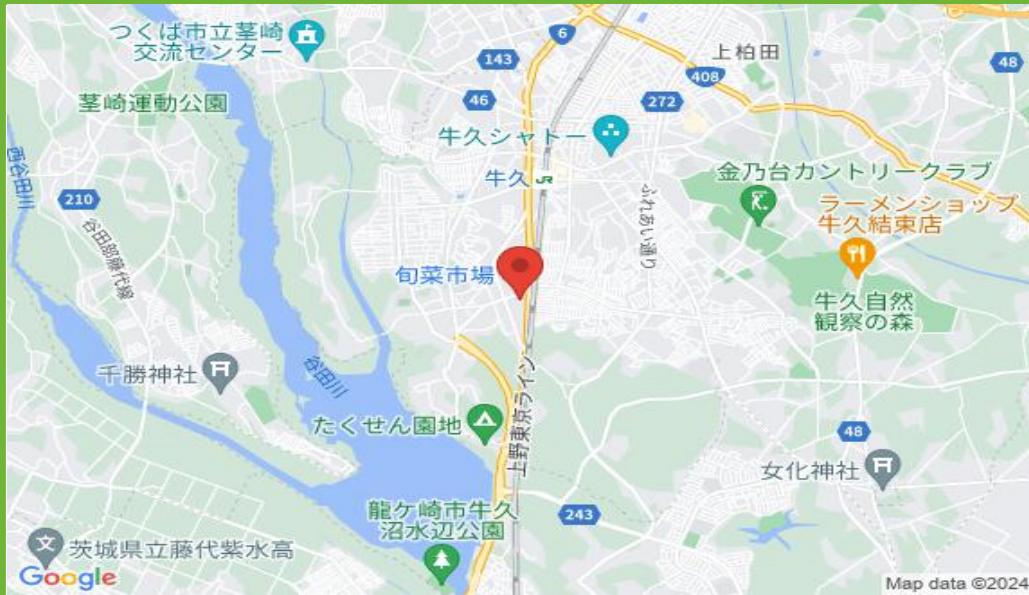 つくば市立茎崎
交流センター
6
143
上柏田
48
茎崎運動公園
46
408
272
牛久シャトー
西谷田川
牛久
JR
金乃台カントリークラブ
210
ふれあい通り
ラーメンショップ
牛久結束店
谷田部藤代線
旬菜市場
牛久自然
観察の森
千勝神社
谷田川
上野東京ライン
たくせん園地
48
女化神社
龍ケ崎市牛久
沼水辺公園
243
文
茨城県立藤代紫水高
Google
Map data ©2024